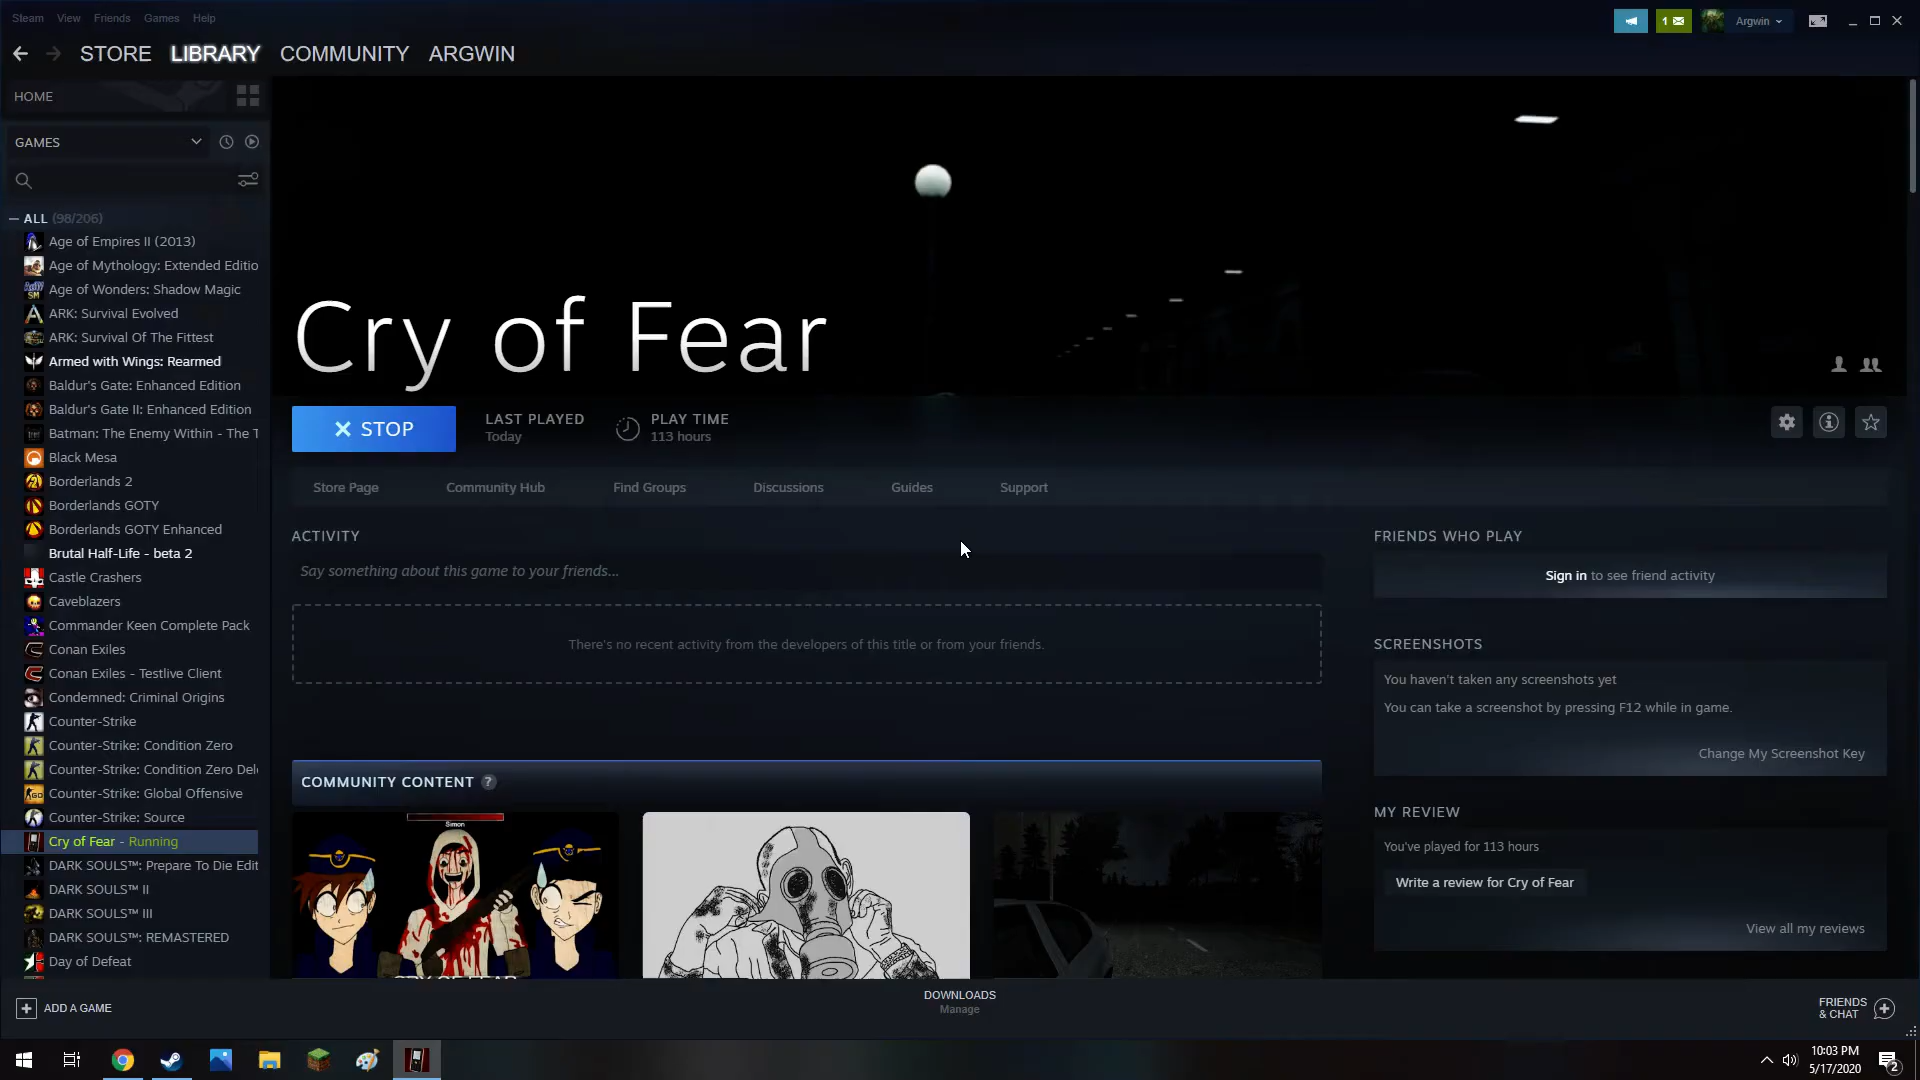 Steam View Friends Games Help
1 Argwin
STORE LIBRARY COMMUNITY ARGWIN
HOME
GAMES
— ALL (98/206)
Age of Empires II (2013)
Age of Mythology: Extended Editio
Age of Wonders: Shadow Magic
ARK: Survival Evolved
ARK: Survival Of The Fittest
Armed with Wings: Rearmed
Baldur's Gate: Enhanced Edition
Baldur's Gate II: Enhanced Edition
Batman: The Enemy Within - The T
Black Mesa
Borderlands 2
Borderlands GOTY
Borderlands GOTY Enhanced
Brutal Half-Life - beta 2
Castle Crashers
Caveblazers
Commander Keen Complete Pack
Conan Exiles
Conan Exiles - Testlive Client
Condemned: Criminal Origins
Counter-Strike
Counter-Strike: Condition Zero
Counter-Strike: Condition Zero Del
Counter-Strike: Global Offensive
Counter-Strike: Source
Cry of Fear - Running
DARK SOULS™: Prepare To Die Edit
DARK SOULS™ II
DARK SOULS™ III
DARK SOULS™: REMASTERED
Day of Defeat
Cry of Fear
STOP
LAST PLAYED
Today
PLAY TIME
113 hours
Store Page Community Hub Find Groups Discussions Guides Support
ACTIVITY
Say something about this game to your friends...
There's no recent activity from the developers of this title or from your friends.
COMMUNITY CONTENT ?
Simon
CRY OF FEAR
FRIENDS WHO PLAY
Sign in to see friend activity
SCREENSHOTS
You haven't taken any screenshots yet
You can take a screenshot by pressing F12 while in game.
Change My Screenshot Key
MY REVIEW
You've played for 113 hours
Write a review for Cry of Fear
View all my reviews
ADD A GAME
DOWNLOADS
Manage
FRIENDS
& CHAT
10:03 PM
5/17/2020
2